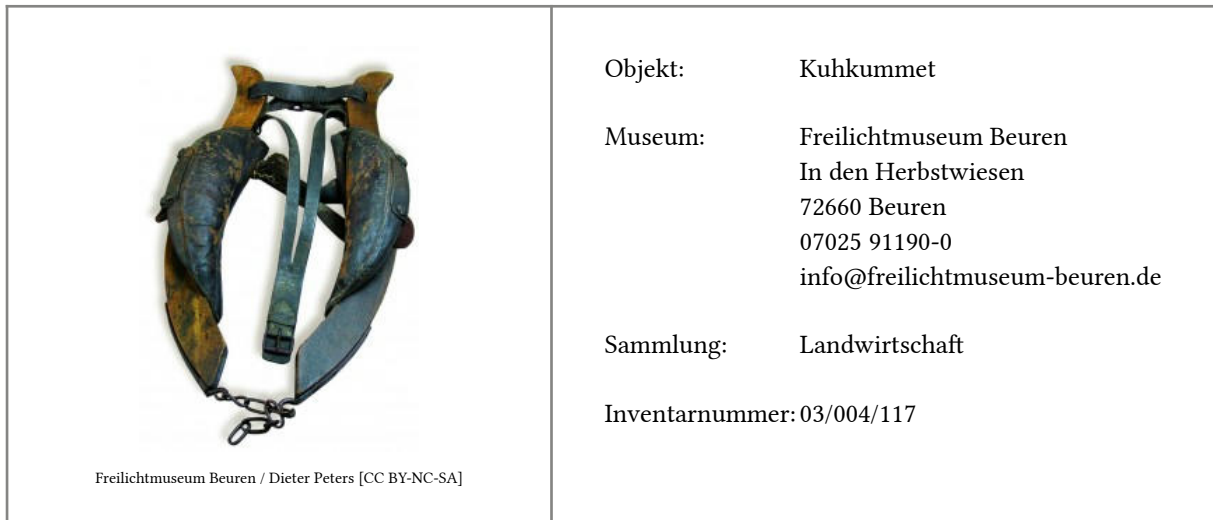 Freilichtmuseum Beuren / Dieter Peters [CC BY-NC-SA]
Objekt: Kuhkummet
Museum: Freilichtmuseum Beuren
In den Herbstwiesen
72660 Beuren
07025 91190-0
info@freilichtmuseum-beuren.de
Sammlung: Landwirtschaft
Inventarnummer: 03/004/117